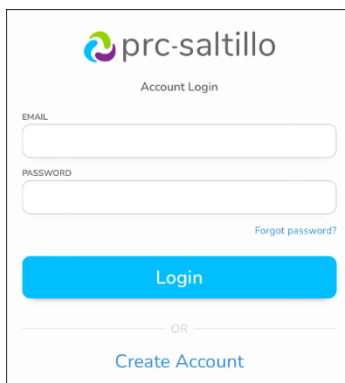 prc-saltillo
Account Login
EMAIL
PASSWORD
Forgot password?
Login
OR
Create Account